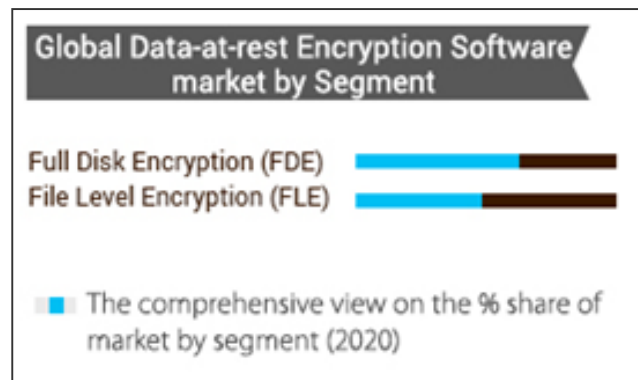 Global Data-at-rest Encryption Software
market by Segment
Full Disk Encryption (FDE)
File Level Encryption (FLE)
The comprehensive view on the % share of
market by segment (2020)